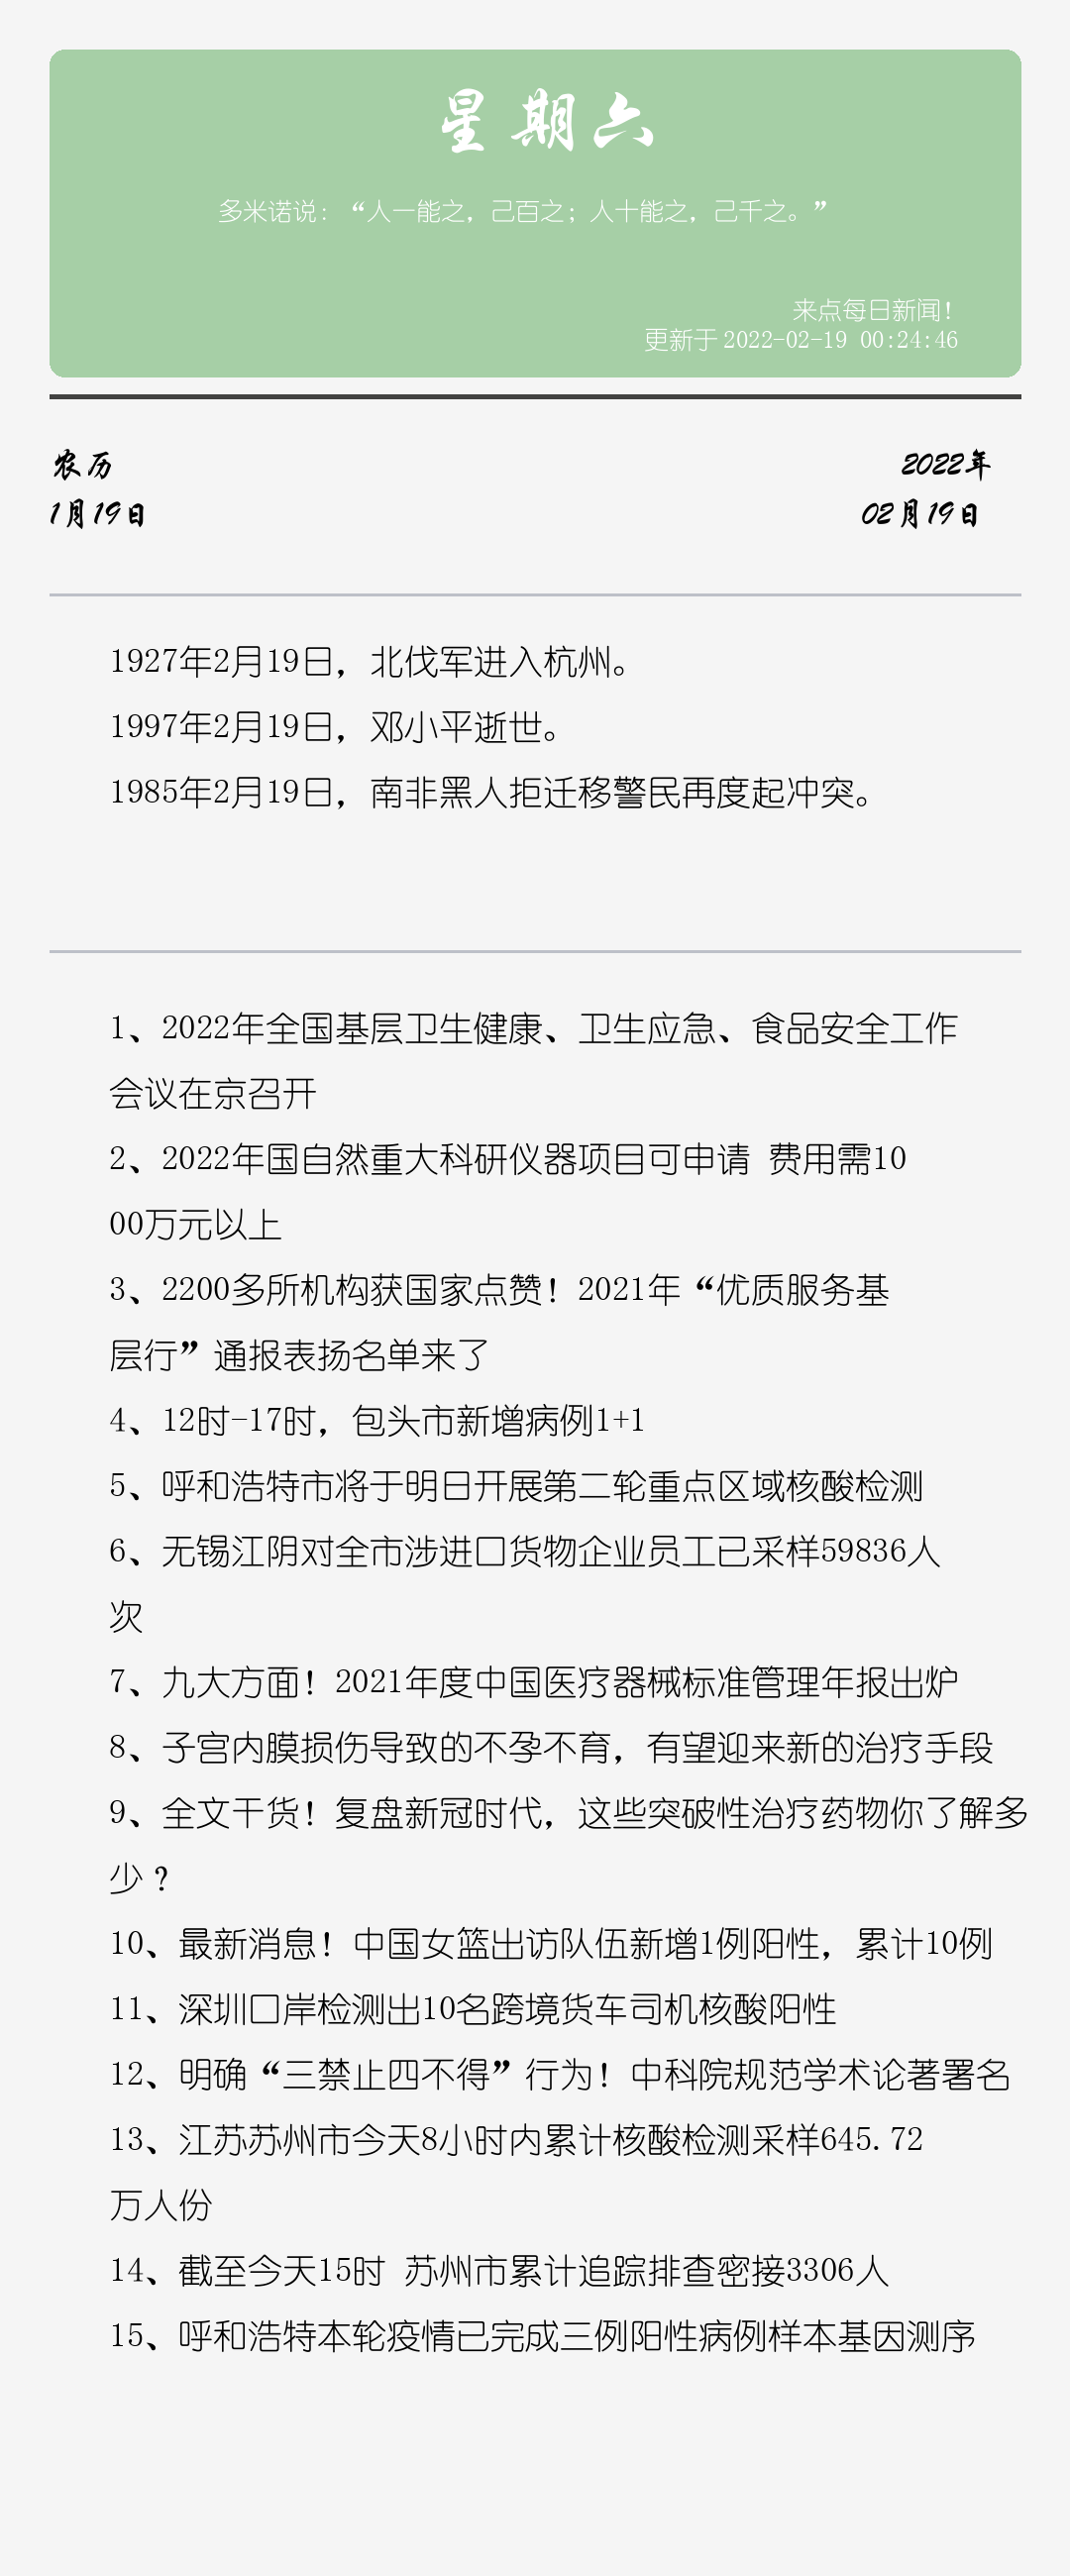 星期六
多米诺说：“人一能之，己百之；人十能之，己千之。”
来点每日新闻！
更新于 2022-02-19 00:24:46
农历
2022年
1月19日
02月19日
1927年2月19日，北伐军进入杭州。
1997年2月19日，邓小平逝世。
1985年2月19日，南非黑人拒迁移警民再度起冲突。
1、2022年全国基层卫生健康、卫生应急、食品安全工作
会议在京召开
2、2022年国自然重大科研仪器项目可申请 费用需10
00万元以上
3、2200多所机构获国家点赞！2021年“优质服务基
层行”通报表扬名单来了
4、12时-17时，包头市新增病例1+1
5、呼和浩特市将于明日开展第二轮重点区域核酸检测
6、无锡江阴对全市涉进口货物企业员工已采样59836人
次
7、九大方面！2021年度中国医疗器械标准管理年报出炉
8、子宫内膜损伤导致的不孕不育，有望迎来新的治疗手段
9、全文干货！复盘新冠时代，这些突破性治疗药物你了解多
少？
10、最新消息！中国女篮出访队伍新增1例阳性，累计10例
11、深圳口岸检测出10名跨境货车司机核酸阳性
12、明确“三禁止四不得”行为！中科院规范学术论著署名
13、江苏苏州市今天8小时内累计核酸检测采样645.72
万人份
14、截至今天15时 苏州市累计追踪排查密接3306人
15、呼和浩特本轮疫情已完成三例阳性病例样本基因测序